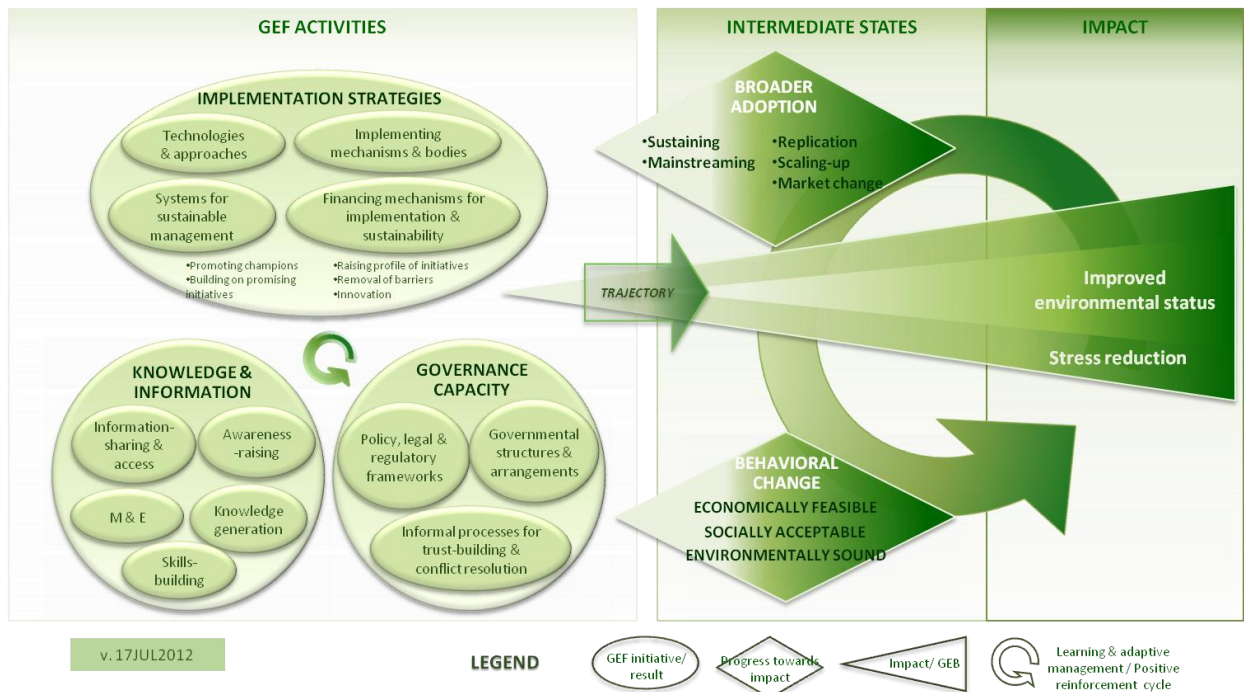 GEF ACTIVITIES
IMPLEMENTATION STRATEGIES
Technologies
& approaches
Implementing
mechanisms & bodies
Systems for
sustainable
management
Financing mechanisms for
implementation &
sustainability
•Promoting champions
•Building on promising
initiatives
•Raising profile of initiatives
•Removal of barriers
•Innovation
KNOWLEDGE &
INFORMATION
Information-
sharing &
access
Awareness
-raising
M & E
Knowledge
generation
Skills-
building
GOVERNANCE
CAPACITY
Policy, legal &
regulatory
frameworks
Governmental
structures &
arrangements
Informal processes for
trust-building &
conflict resolution
TRAJECTORY
INTERMEDIATE STATES
BROADER
ADOPTION
•Sustaining
•Mainstreaming
•Replication
•Scaling-up
•Market change
BEHAVIORAL
CHANGE
ECONOMICALLY FEASIBLE
SOCIALLY ACCEPTABLE
ENVIRONMENTALLY SOUND
IMPACT
Improved
environmental status
Stress reduction
v. 17JUL2012
LEGEND
GEF initiative/
result
Progress towards
impact
Impact/ GEB
Learning & adaptive
management / Positive
reinforcement cycle